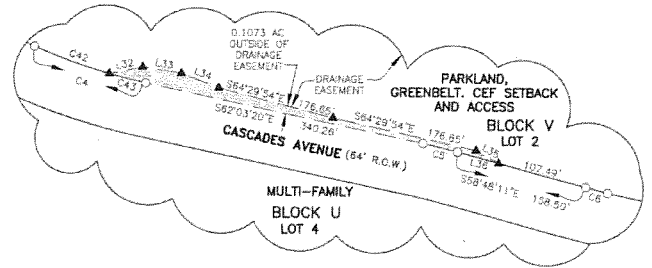 0.1073 AC
OUTSIDE OF
DRAINAGE
EASEMENT
DRAINAGE
EASEMENT
PARKLAND,
GREENBELT. CEF SETBACK
AND ACCESS
BLOCK V
LOT 2
C42
L32
L33
L34
C4
C43
S64°29'54"E
176.65'
S64°29'54"E
176.65'
S62°03'20"E
340.26'
C5
L35
L36
107.49'
S58°48'11"E
158.50'
C6
CASCADES AVENUE (64' R.O.W.)
MULTI-FAMILY
BLOCK U
LOT 4